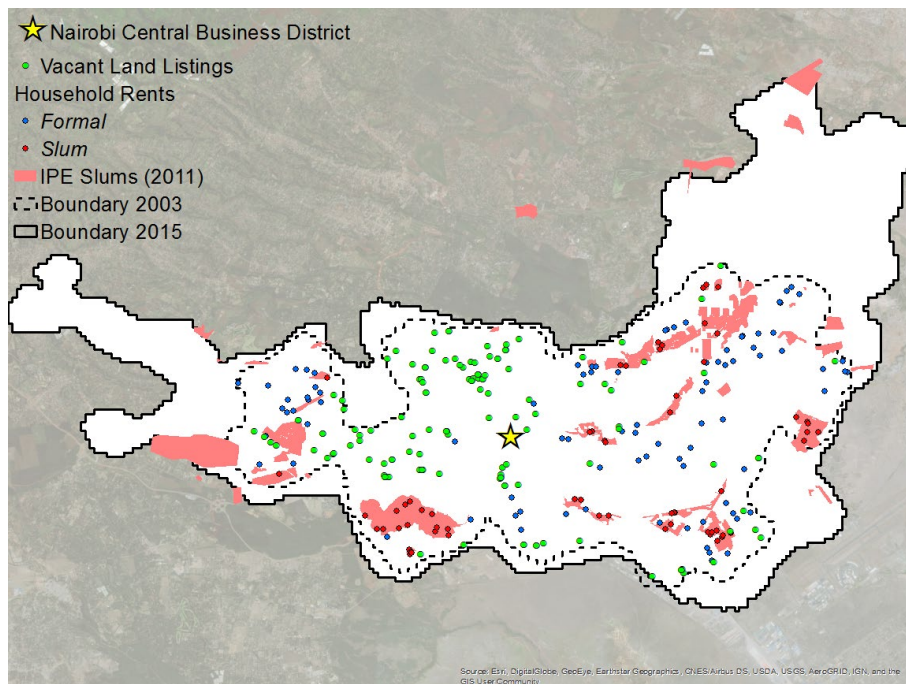 Nairobi Central Business District
Vacant Land Listings
Household Rents
Formal
Slum
IPE Slums (2011)
Boundary 2003
Boundary 2015
Source: Esri, DigitalGlobe, GeoEye, Earthstar Geographics, CNES/Airbus DS, USDA, USGS, AeroGRID, IGN, and the
GIS User Community